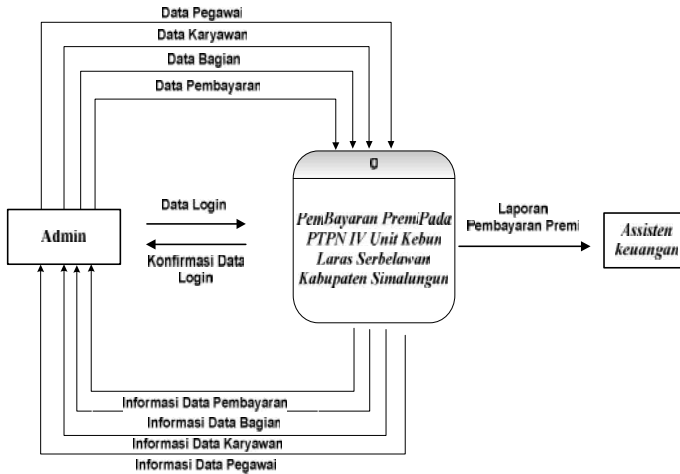 Data Pegawai
Data Karyawan
Data Bagian
Data Pembayaran
0
Admin
Data Login
Konfirmasi Data
Login
PemBayaran PremiPada
PTPN IV Unit Kebun
Laras Serbelawan
Kabupaten Simalungun
Laporan
Pembayaran Premi
Assisten
keuangan
Informasi Data Pembayaran
Informasi Data Bagian
Informasi Data Karyawan
Informasi Data Pegawai